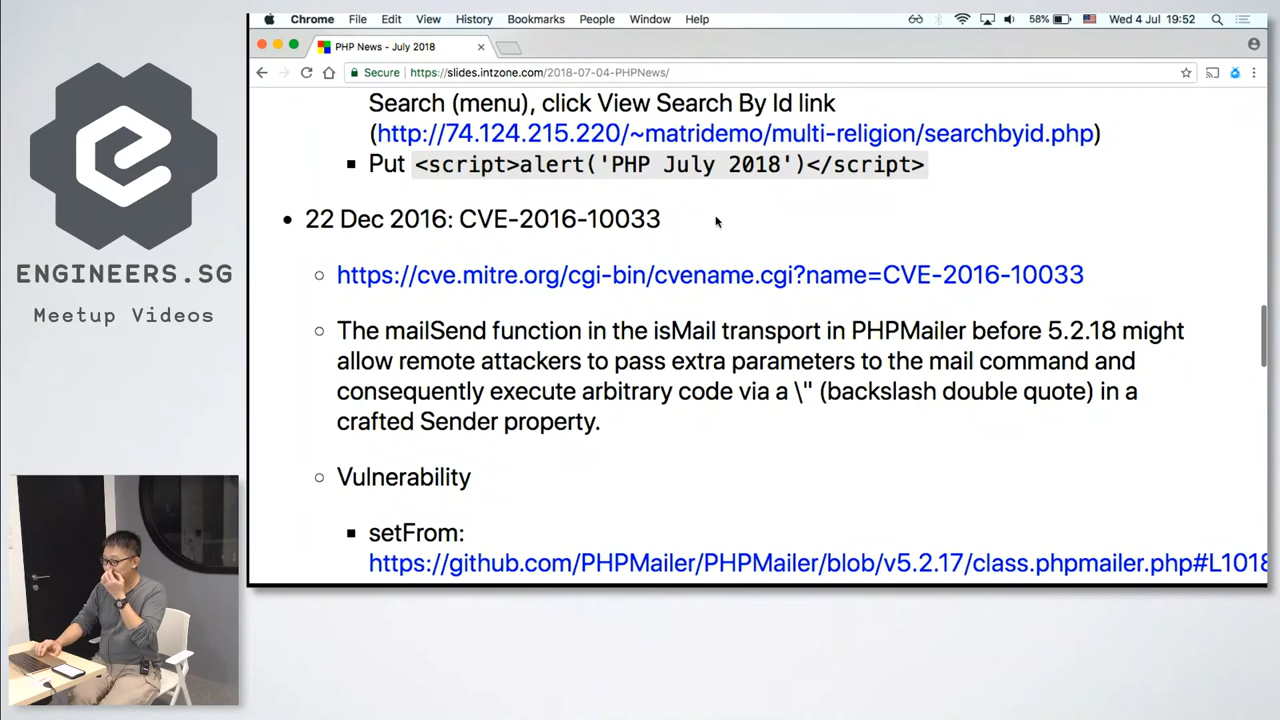 Chrome File Edit View History Bookmarks People Window Help 58% Wed 4 Jul 19:52
PHP News - July 2018
Secure https://slides.intzone.com/2018-07-04-PHPNews/
Search (menu), click View Search By Id link
(http://74.124.215.220/~matridemo/multi-religion/searchbyid.php)
Put <script>alert('PHP July 2018')</script>
22 Dec 2016: CVE-2016-10033
https://cve.mitre.org/cgi-bin/cvename.cgi?name=CVE-2016-10033
The mailSend function in the isMail transport in PHPMailer before 5.2.18 might
allow remote attackers to pass extra parameters to the mail command and
consequently execute arbitrary code via a \" (backslash double quote) in a
crafted Sender property.
Vulnerability
setFrom:
https://github.com/PHPMailer/PHPMailer/blob/v5.2.17/class.phpmailer.php#L1018
ENGINEERS.SG
Meetup Videos